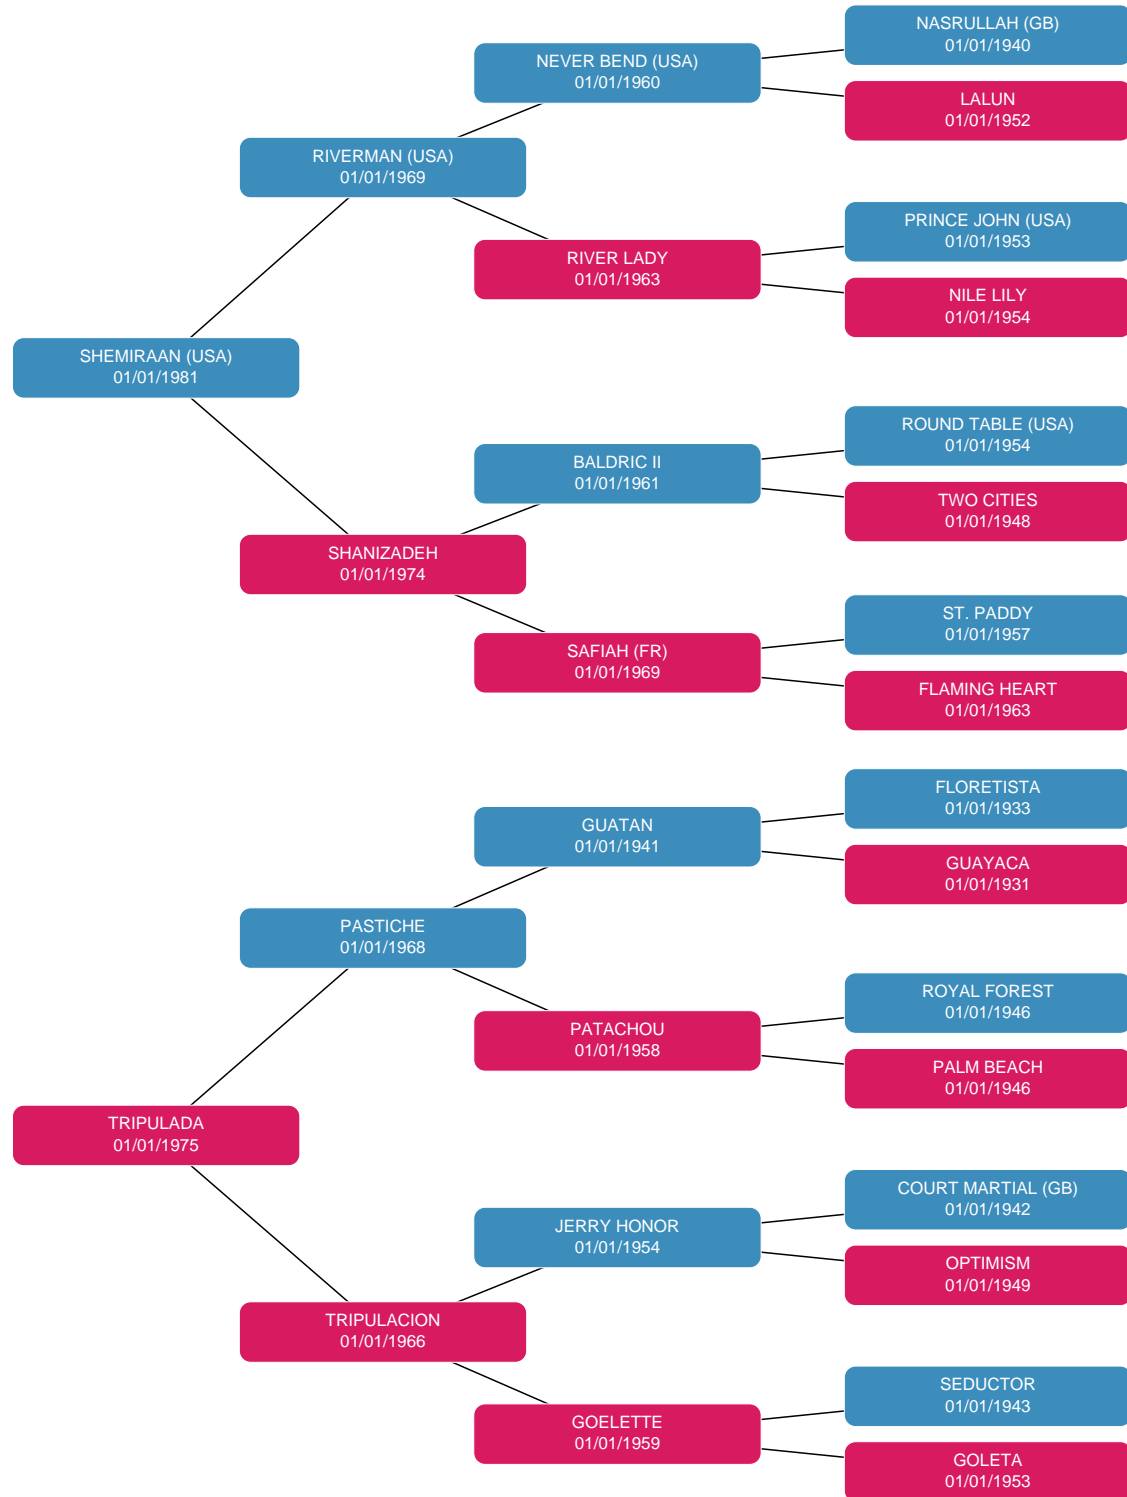 NASRULLAH (GB)
01/01/1940
NEVER BEND (USA)
01/01/1960
LALUN
01/01/1952
RIVERMAN (USA)
01/01/1969
PRINCE JOHN (USA)
01/01/1953
RIVER LADY
01/01/1963
NILE LILY
01/01/1954
SHEMIRAAN (USA)
01/01/1981
ROUND TABLE (USA)
01/01/1954
BALDRIC II
01/01/1961
TWO CITIES
01/01/1948
SHANIZADEH
01/01/1974
ST. PADDY
01/01/1957
SAFIAH (FR)
01/01/1969
FLAMING HEART
01/01/1963
FLORETISTA
01/01/1933
GUATAN
01/01/1941
GUAYACA
01/01/1931
PASTICHE
01/01/1968
ROYAL FOREST
01/01/1946
PATACHOU
01/01/1958
PALM BEACH
01/01/1946
TRIPULADA
01/01/1975
COURT MARTIAL (GB)
01/01/1942
JERRY HONOR
01/01/1954
OPTIMISM
01/01/1949
TRIPULACION
01/01/1966
SEDUCTOR
01/01/1943
GOELETTE
01/01/1959
GOLETA
01/01/1953